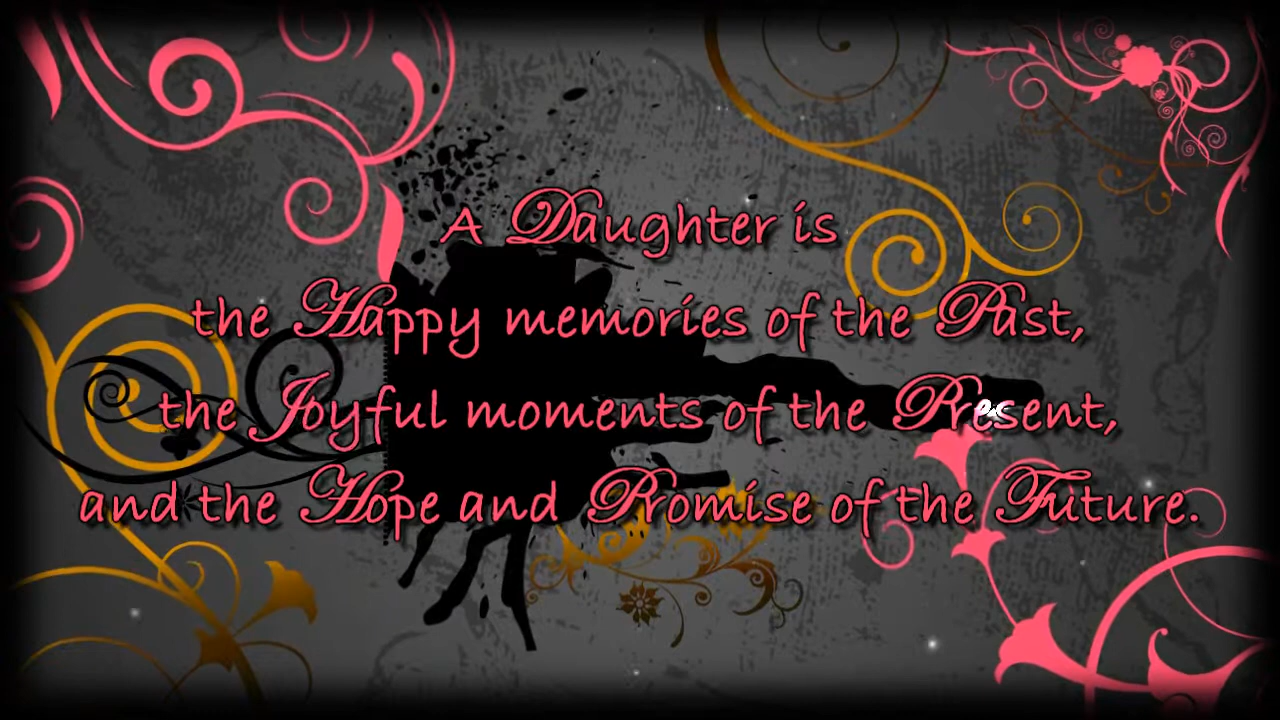 A Daughter is
the Happy memories of the Past,
the Joyful moments of the Present,
and the Hope and Promise of the Future.